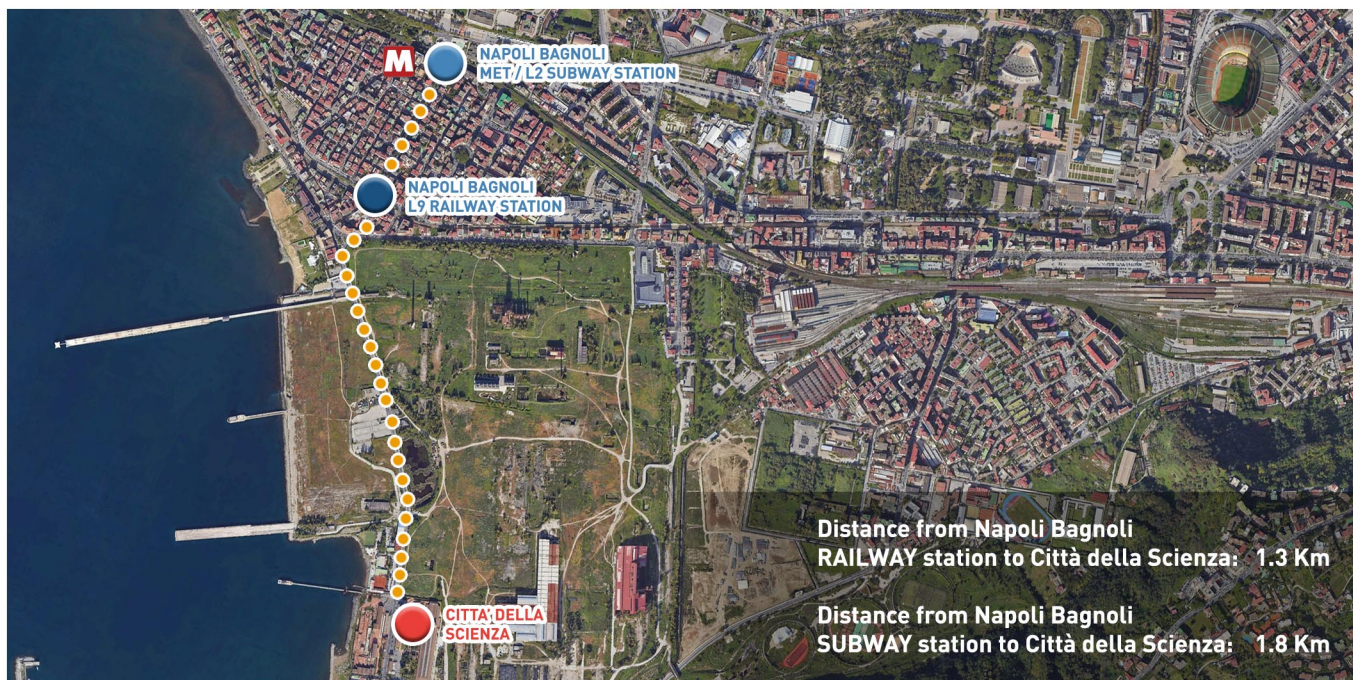 M
NAPOLI BAGNOLI
MET / L2 SUBWAY STATION
NAPOLI BAGNOLI
L9 RAILWAY STATION
CITTA' DELLA
SCIENZA
Distance from Napoli Bagnoli
RAILWAY station to Città della Scienza: 1.3 Km
Distance from Napoli Bagnoli
SUBWAY station to Città della Scienza: 1.8 Km